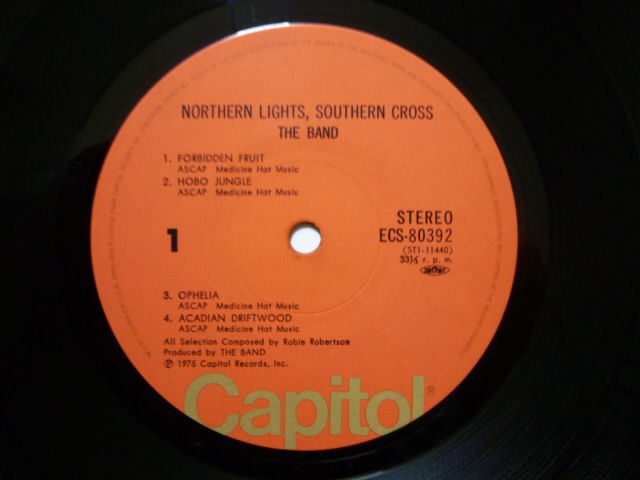 NORTHERN LIGHTS, SOUTHERN CROSS
THE BAND
1. FORBIDDEN FRUIT
ASCAP Medicine Hat Music
2. HOBO JUNGLE
ASCAP Medicine Hat Music
1
STEREO
ECS-80392
(ST1-11440)
33⅓ r. p. m.
3. OPHELIA
ASCAP Medicine Hat Music
4. ACADIAN DRIFTWOOD
ASCAP Medicine Hat Music
All Selection Composed by Robie Robertson
Produced by THE BAND
℗ 1975 Capitol Records, Inc.
Capitol®